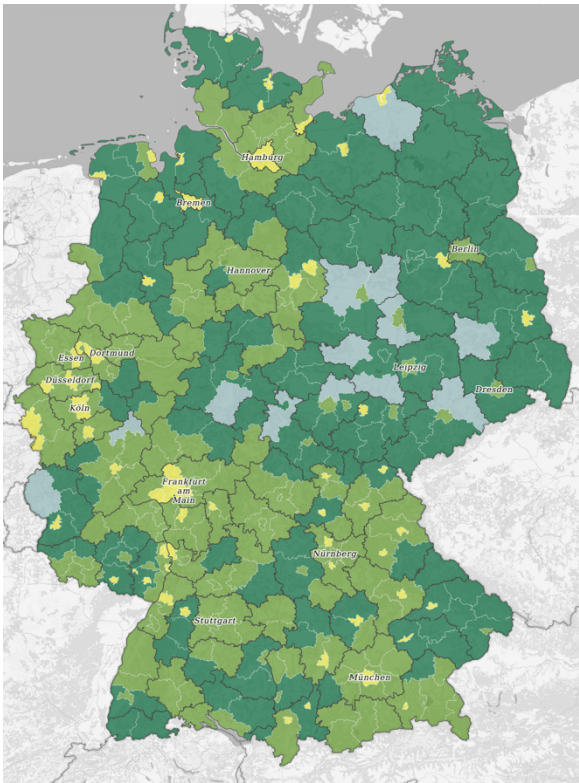 Hamburg
Bremen
Berlin
Hannover
Essen
Dortmund
Düsseldorf
Leipzig
Dresden
Köln
Frankfurt
am
Main
Nürnberg
Stuttgart
München